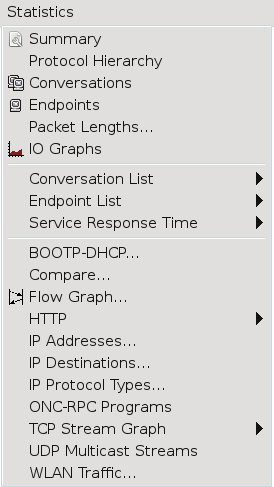 Statistics
Summary
Protocol Hierarchy
Conversations
Endpoints
Packet Lengths...
IO Graphs
Conversation List
Endpoint List
Service Response Time
BOOTP-DHCP...
Compare...
Flow Graph...
HTTP
IP Addresses...
IP Destinations...
IP Protocol Types...
ONC-RPC Programs
TCP Stream Graph
UDP Multicast Streams
WLAN Traffic...